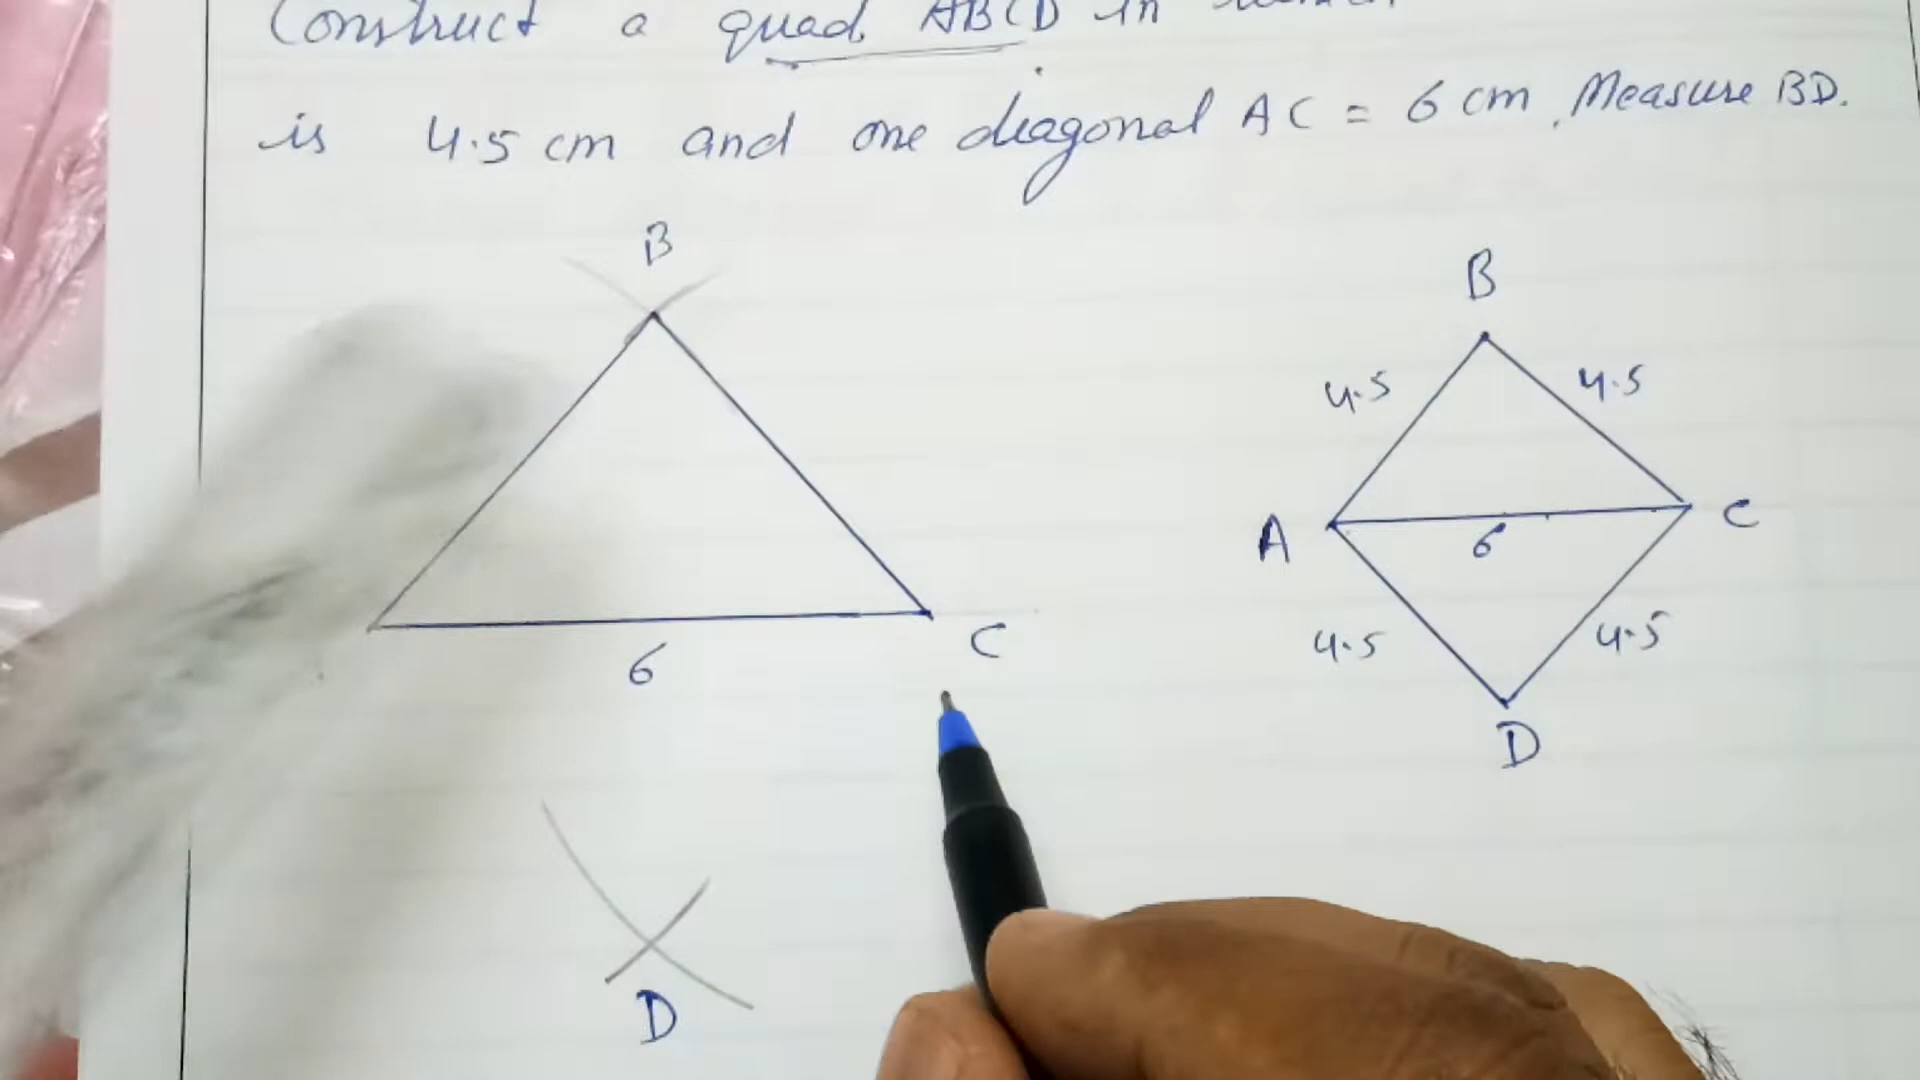 Construct a quad. ABCD in
is 4.5 cm and one diagonal AC = 6 cm. Measure BD.
B
6
C
D
B
4.5
4.5
A
6
C
4.5
4.5
D